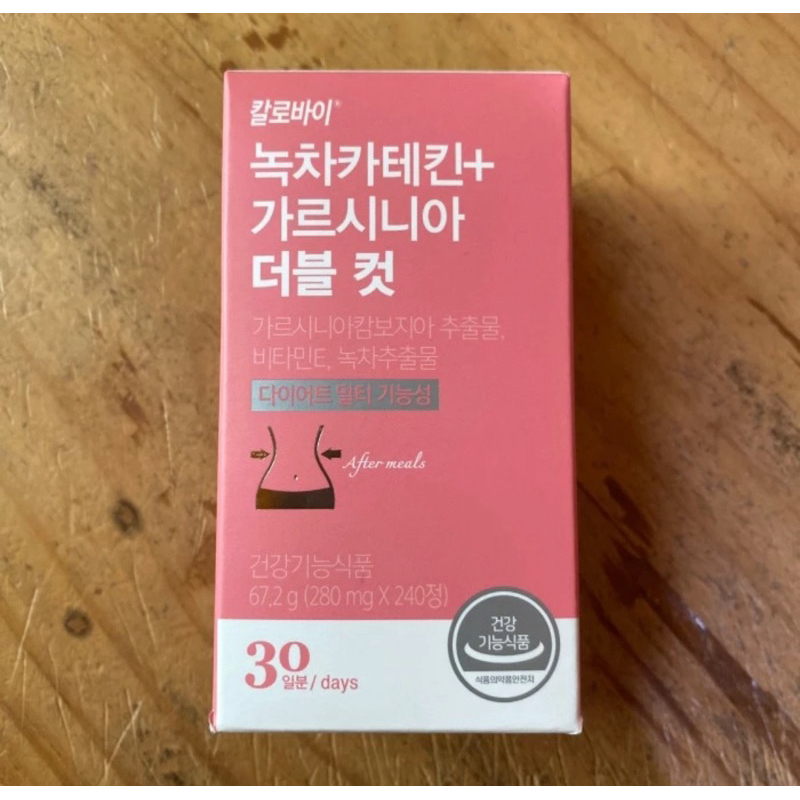 칼로바이®
녹차카테킨+
가르시니아
더블 컷
가르시니아캄보지아 추출물,
비타민E, 녹차추출물
다이어트 멀티 기능성
After meals
건강기능식품
67.2 g (280 mg X 240정)
30
일분/ days
건강
기능식품
식품의약품안전처